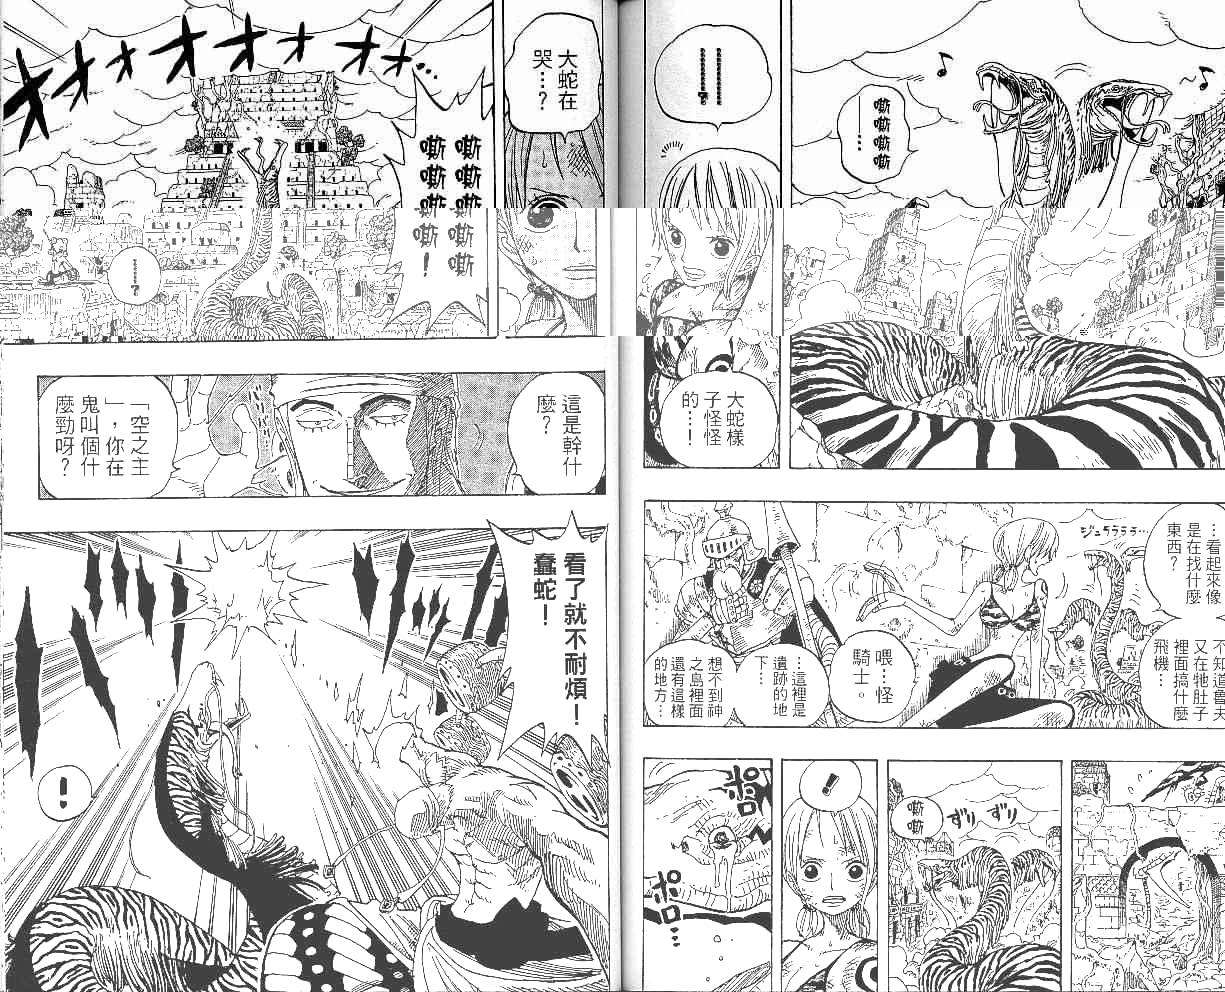 嘶嘶嘶
……
…………?
大蛇樣
子怪怪
的…!
…看起來像
是在找什麼
東西?
不知道魯夫
又在牠肚子
裡面搞什麼
飛機…
ジュラララララ…
喂…怪
騎士。
…這裡是
遺跡的地
下…
想不到神
之島裡面
還有這樣
的地方…
嘶
嘶
ずり
ずり
!
ポロ
ポロ…
大蛇在
哭…?
嘶嘶嘶嘶嘶
嘶嘶嘶嘶!
オオオオオオオオ…
……?
這是幹什
麼?
「空之主
」,你在
鬼叫個什
麼勁呀?
看了就不耐煩!
蠢蛇!
!